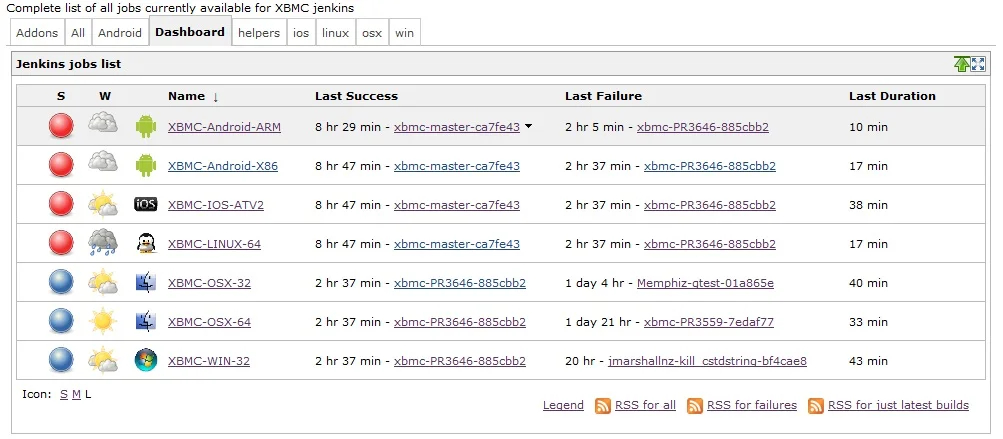 Complete list of all jobs currently available for XBMC jenkins
Addons All Android Dashboard helpers ios linux osx win
Jenkins jobs list
S W Name ↓ Last Success Last Failure Last Duration
XBMC-Android-ARM 8 hr 29 min - xbmc-master-ca7fe43 2 hr 5 min - xbmc-PR3646-885cbb2 10 min
XBMC-Android-X86 8 hr 47 min - xbmc-master-ca7fe43 2 hr 37 min - xbmc-PR3646-885cbb2 17 min
iOS XBMC-IOS-ATV2 8 hr 47 min - xbmc-master-ca7fe43 2 hr 37 min - xbmc-PR3646-885cbb2 38 min
XBMC-LINUX-64 8 hr 47 min - xbmc-master-ca7fe43 2 hr 37 min - xbmc-PR3646-885cbb2 17 min
XBMC-OSX-32 2 hr 37 min - xbmc-PR3646-885cbb2 1 day 4 hr - Memphiz-gtest-01a865e 40 min
XBMC-OSX-64 2 hr 37 min - xbmc-PR3646-885cbb2 1 day 21 hr - xbmc-PR3559-7edaf77 33 min
XBMC-WIN-32 2 hr 37 min - xbmc-PR3646-885cbb2 20 hr - jmarshallnz-kill_cstdstring-bf4cae8 43 min
Icon: S M L
Legend RSS for all RSS for failures RSS for just latest builds